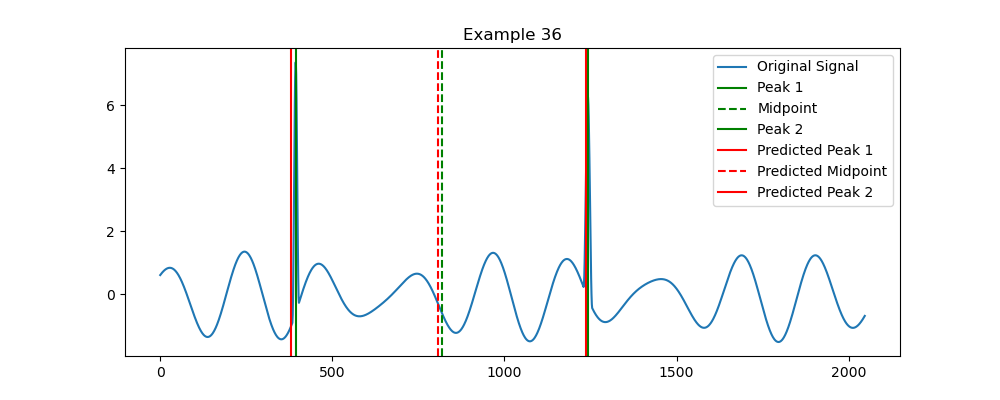 Example 36
Original Signal
Peak 1
Midpoint
Peak 2
Predicted Peak 1
Predicted Midpoint
Predicted Peak 2
6
4
2
0
0 500 1000 1500 2000